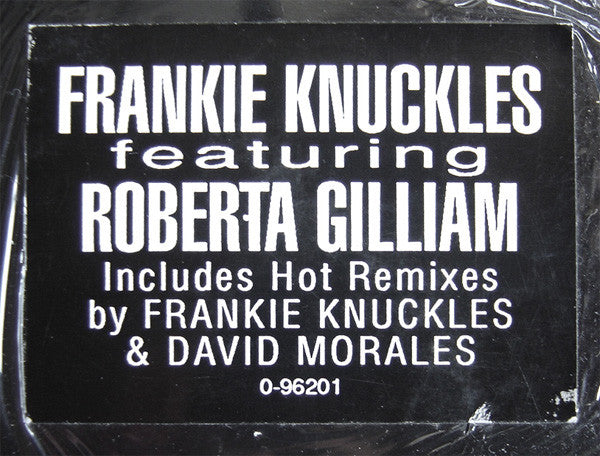 FRANKIE KNUCKLES
featuring
ROBERTA GILLIAM
Includes Hot Remixes
by FRANKIE KNUCKLES
& DAVID MORALES
0-96201